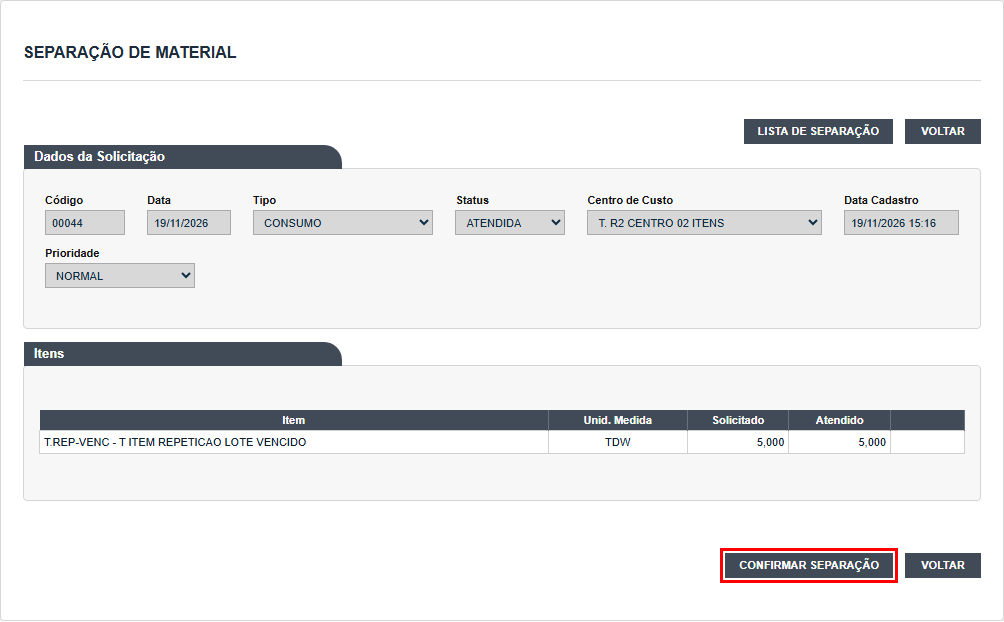 SEPARAÇÃO DE MATERIAL
LISTA DE SEPARAÇÃO VOLTAR
Dados da Solicitação
Código Data Tipo Status Centro de Custo Data Cadastro
00044 19/11/2026 CONSUMO ATENDIDA T. R2 CENTRO 02 ITENS 19/11/2026 15:16
Prioridade
NORMAL
Itens
Item Unid. Medida Solicitado Atendido
T.REP-VENC - T ITEM REPETICAO LOTE VENCIDO TDW 5,000 5,000
CONFIRMAR SEPARAÇÃO VOLTAR